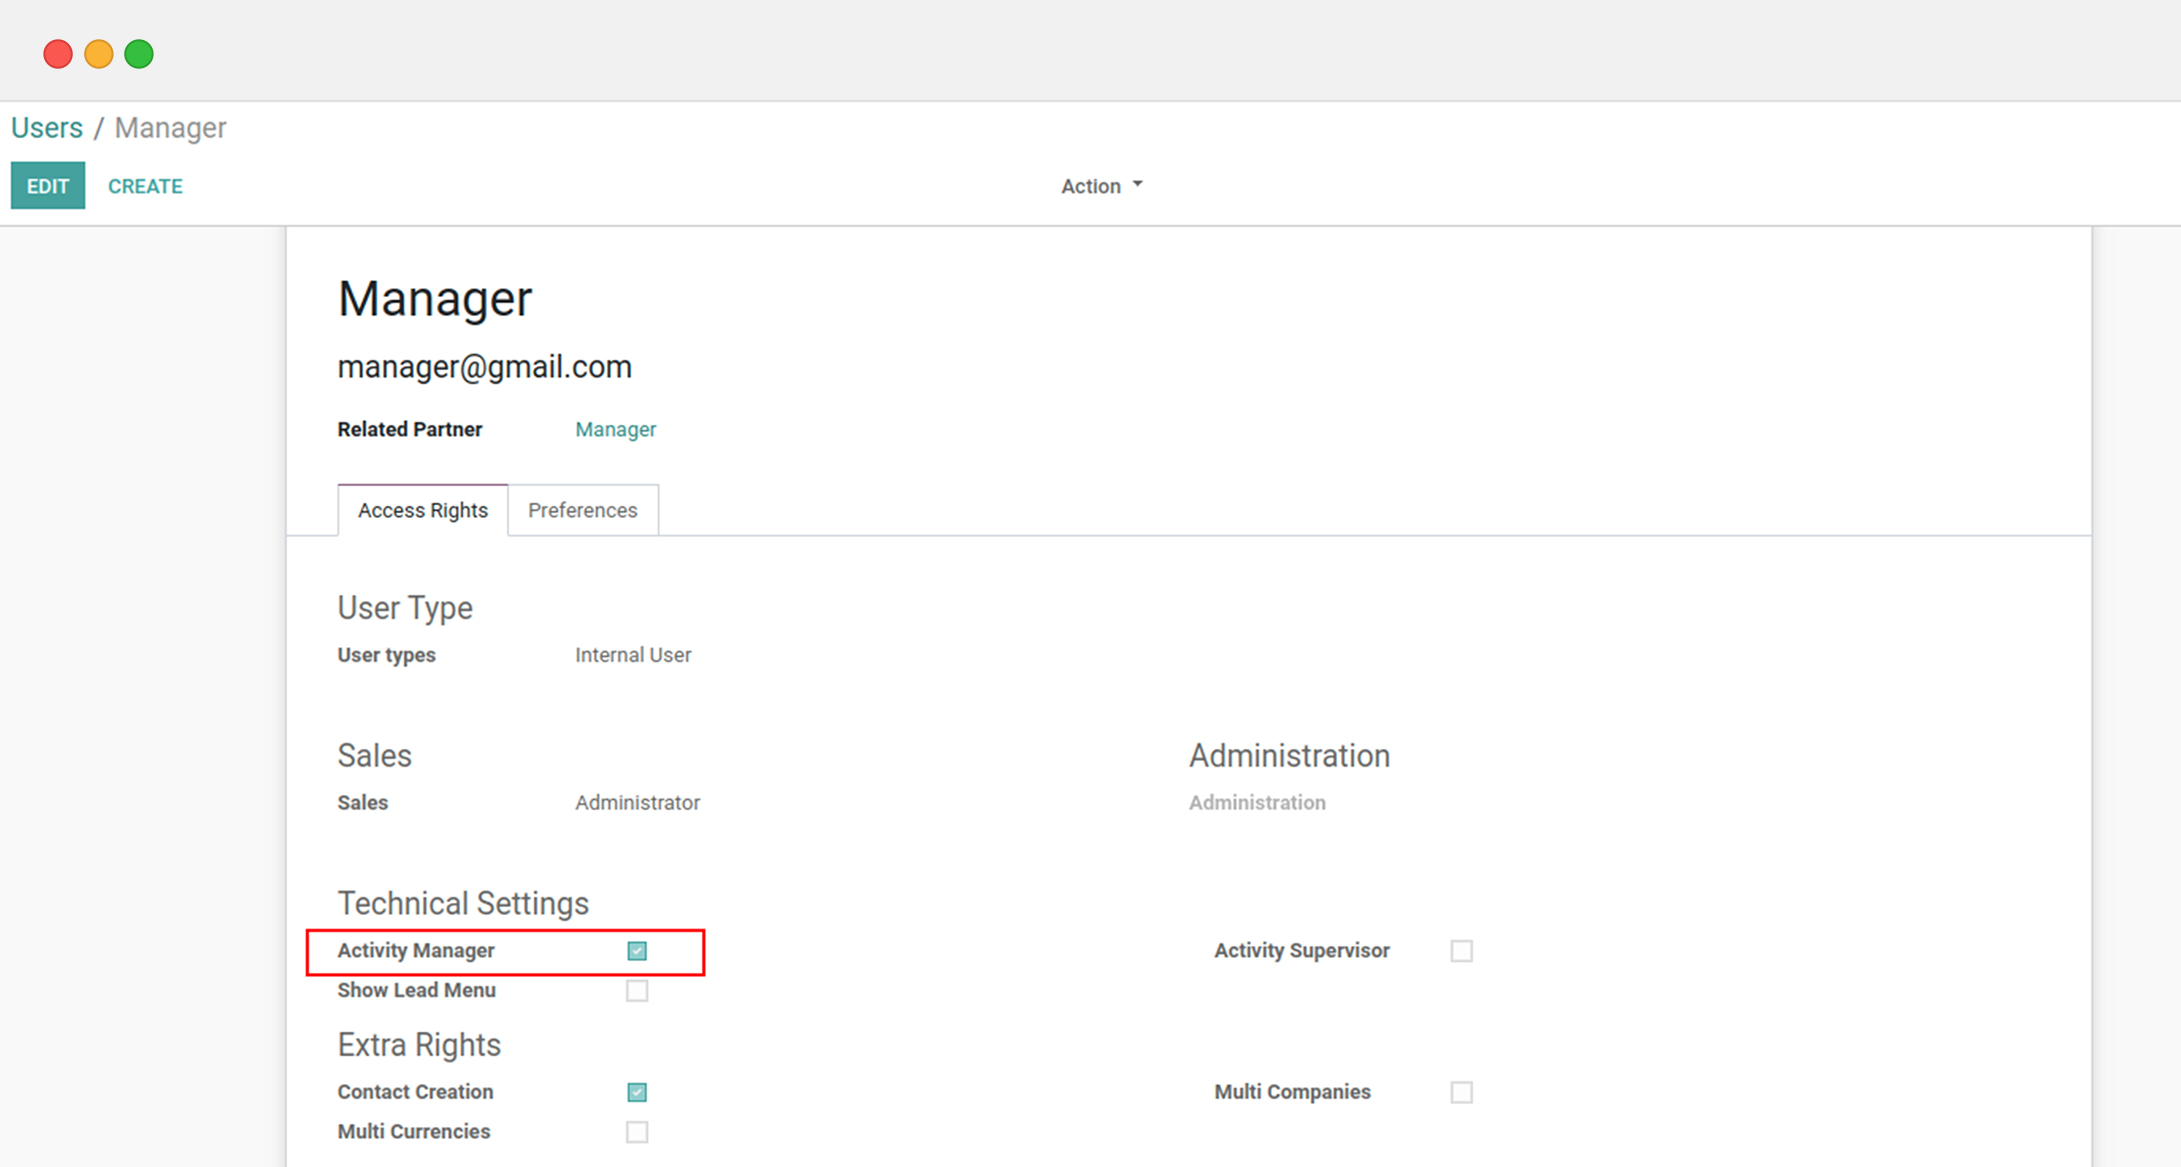 Users / Manager
EDIT CREATE Action
Manager
manager@gmail.com
Related Partner Manager
Access Rights Preferences
User Type
User types Internal User
Sales Administration
Sales Administrator Administration
Technical Settings
Activity Manager Activity Supervisor
Show Lead Menu
Extra Rights
Contact Creation Multi Companies
Multi Currencies